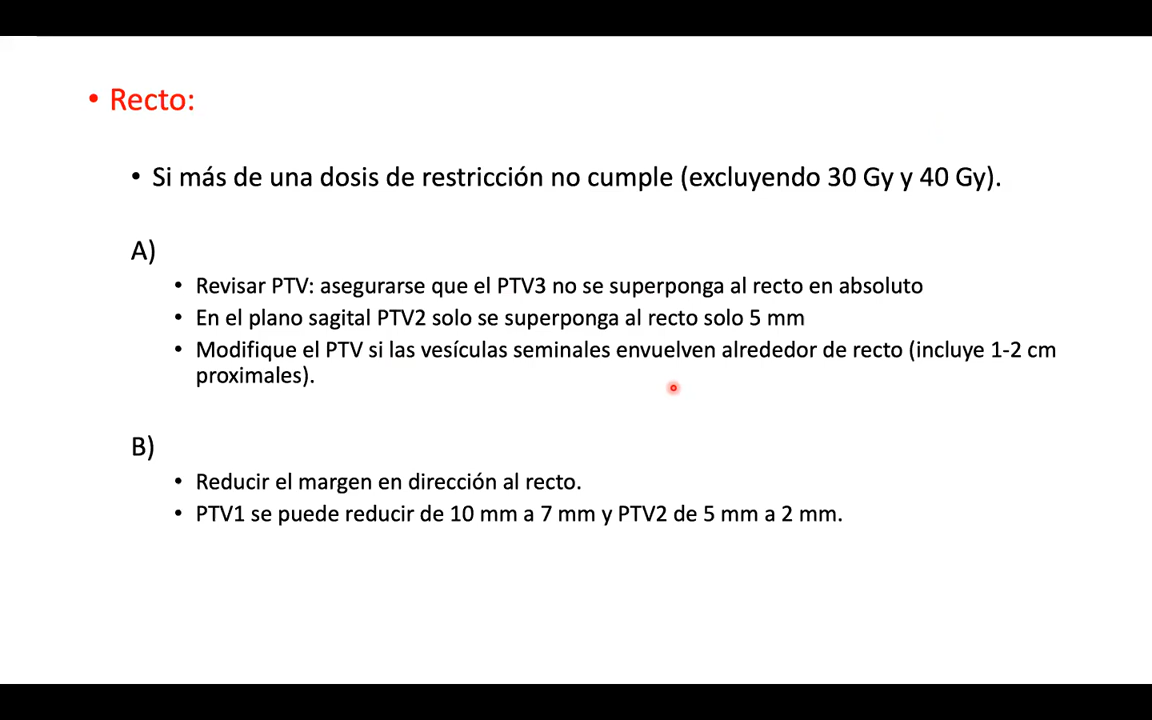 • Recto:
• Si más de una dosis de restricción no cumple (excluyendo 30 Gy y 40 Gy).
A)
• Revisar PTV: asegurarse que el PTV3 no se superponga al recto en absoluto
• En el plano sagital PTV2 solo se superponga al recto solo 5 mm
• Modifique el PTV si las vesículas seminales envuelven alrededor de recto (incluye 1-2 cm
proximales).
B)
• Reducir el margen en dirección al recto.
• PTV1 se puede reducir de 10 mm a 7 mm y PTV2 de 5 mm a 2 mm.